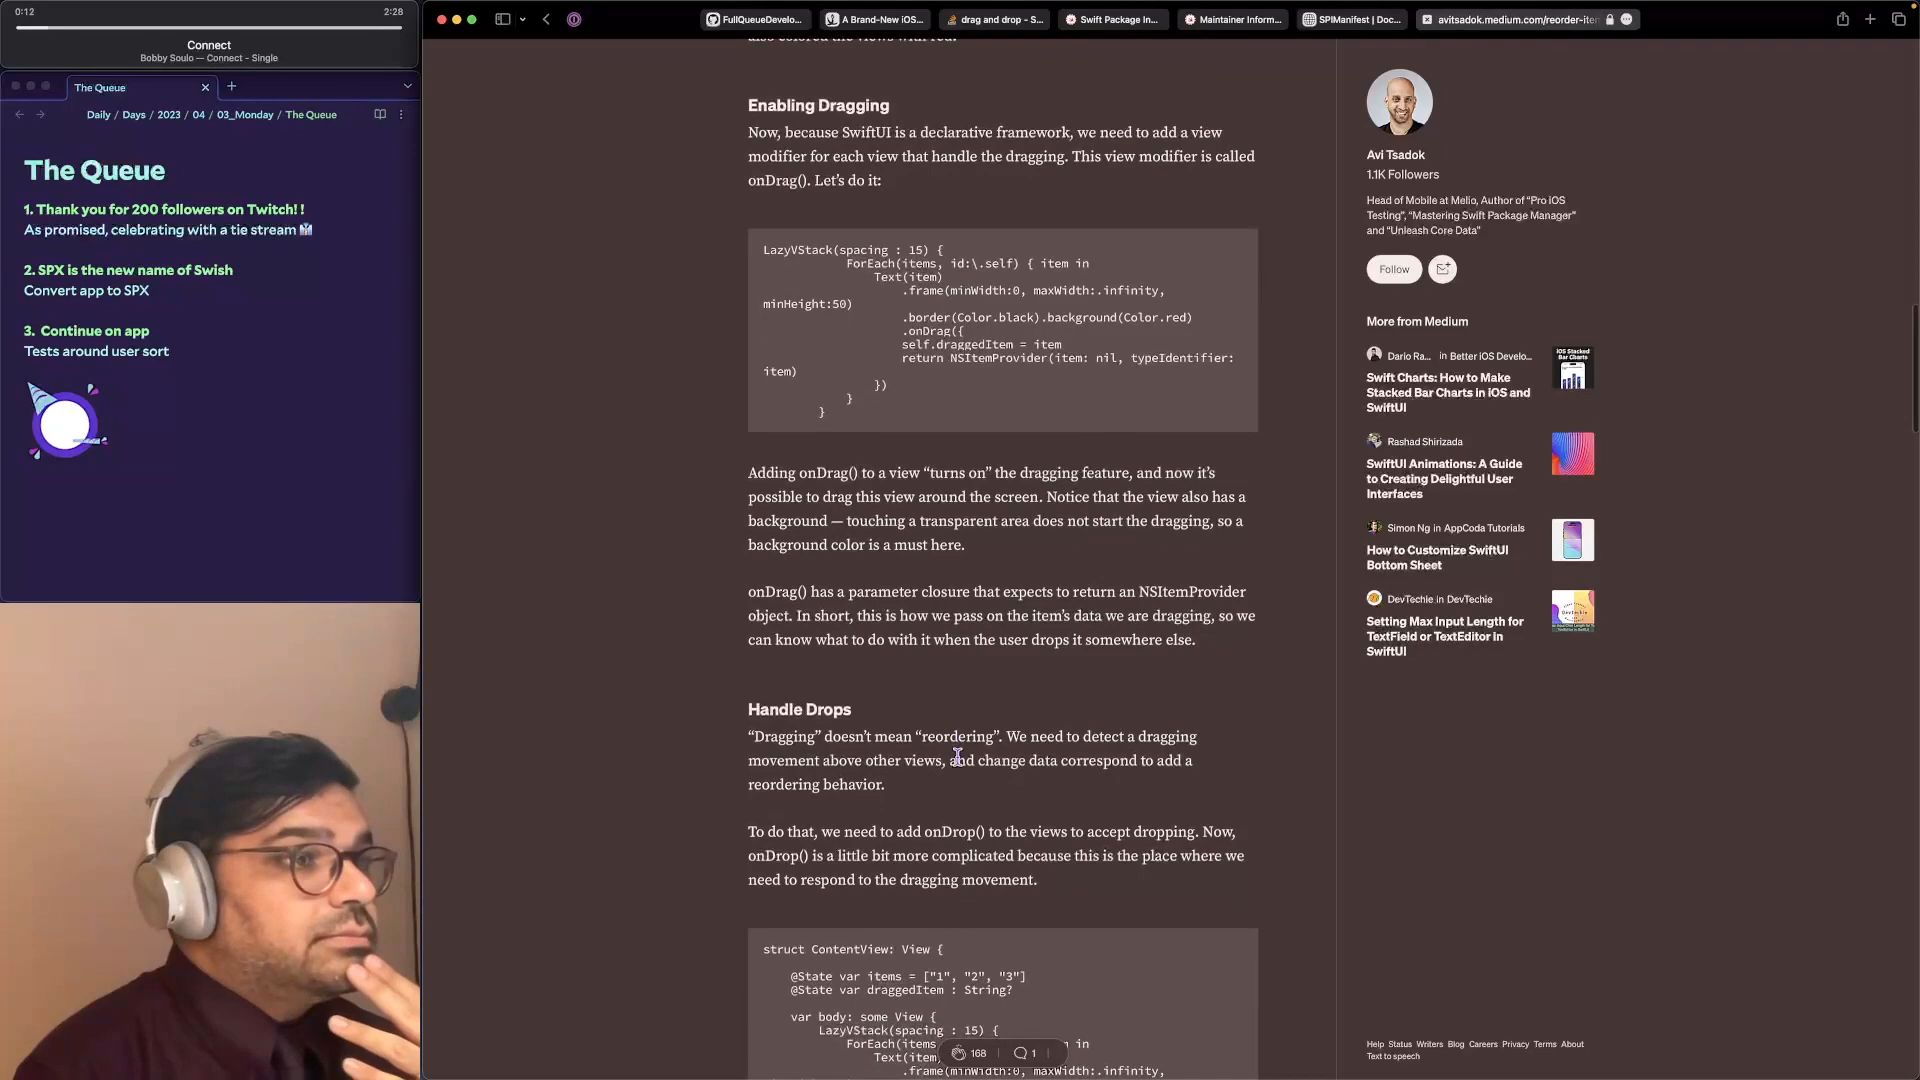 0:12
2:28
Connect
Bobby Soulo — Connect - Single
The Queue
Daily / Days / 2023 / 04 / 03_Monday / The Queue
The Queue
1. Thank you for 200 followers on Twitch! !
As promised, celebrating with a tie stream 👔
2. SPX is the new name of Swish
Convert app to SPX
3. Continue on app
Tests around user sort
FullQueueDevelo...
A Brand-New iOS...
drag and drop - S...
Swift Package In...
Maintainer Inform...
SPIManifest | Doc...
avitsadok.medium.com/reorder-ite
also colored the views with red.
Enabling Dragging
Now, because SwiftUI is a declarative framework, we need to add a view
modifier for each view that handle the dragging. This view modifier is called
onDrag(). Let’s do it:
LazyVStack(spacing : 15) {
ForEach(items, id:\.self) { item in
Text(item)
.frame(minWidth:0, maxWidth:.infinity,
minHeight:50)
.border(Color.black).background(Color.red)
.onDrag({
self.draggedItem = item
return NSItemProvider(item: nil, typeIdentifier:
item)
})
}
}
Adding onDrag() to a view “turns on” the dragging feature, and now it’s
possible to drag this view around the screen. Notice that the view also has a
background — touching a transparent area does not start the dragging, so a
background color is a must here.
onDrag() has a parameter closure that expects to return an NSItemProvider
object. In short, this is how we pass on the item’s data we are dragging, so we
can know what to do with it when the user drops it somewhere else.
Handle Drops
“Dragging” doesn’t mean “reordering”. We need to detect a dragging
movement above other views, and change data correspond to add a
reordering behavior.
To do that, we need to add onDrop() to the views to accept dropping. Now,
onDrop() is a little bit more complicated because this is the place where we
need to respond to the dragging movement.
struct ContentView: View {
@State var items = ["1", "2", "3"]
@State var draggedItem : String?
var body: some View {
LazyVStack(spacing : 15) {
ForEach(items in
Text(item
.frame(minWidth:0, maxWidth:.infinity,
168
1
Avi Tsadok
1.1K Followers
Head of Mobile at Melio, Author of “Pro iOS
Testing”, “Mastering Swift Package Manager”
and “Unleash Core Data”
Follow
More from Medium
Dario Ra... in Better iOS Develo...
Swift Charts: How to Make
Stacked Bar Charts in iOS and
SwiftUI
iOS Stacked
Bar Charts
Rashad Shirizada
SwiftUI Animations: A Guide
to Creating Delightful User
Interfaces
Simon Ng in AppCoda Tutorials
How to Customize SwiftUI
Bottom Sheet
DevTechie in DevTechie
Setting Max Input Length for
TextField or TextEditor in
SwiftUI
Help Status Writers Blog Careers Privacy Terms About
Text to speech